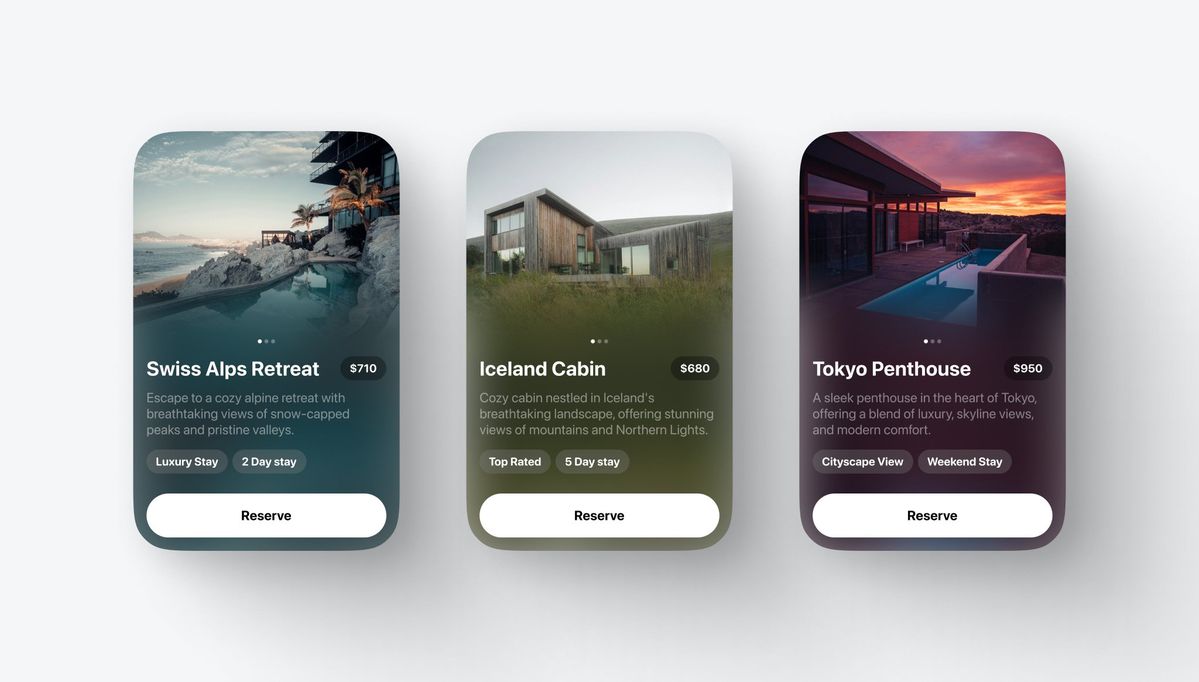 Swiss Alps Retreat
$710
Escape to a cozy alpine retreat with
breathtaking views of snow-capped
peaks and pristine valleys.
Luxury Stay
2 Day stay
Reserve
Iceland Cabin
$680
Cozy cabin nestled in Iceland's
breathtaking landscape, offering stunning
views of mountains and Northern Lights.
Top Rated
5 Day stay
Reserve
Tokyo Penthouse
$950
A sleek penthouse in the heart of Tokyo,
offering a blend of luxury, skyline views,
and modern comfort.
Cityscape View
Weekend Stay
Reserve